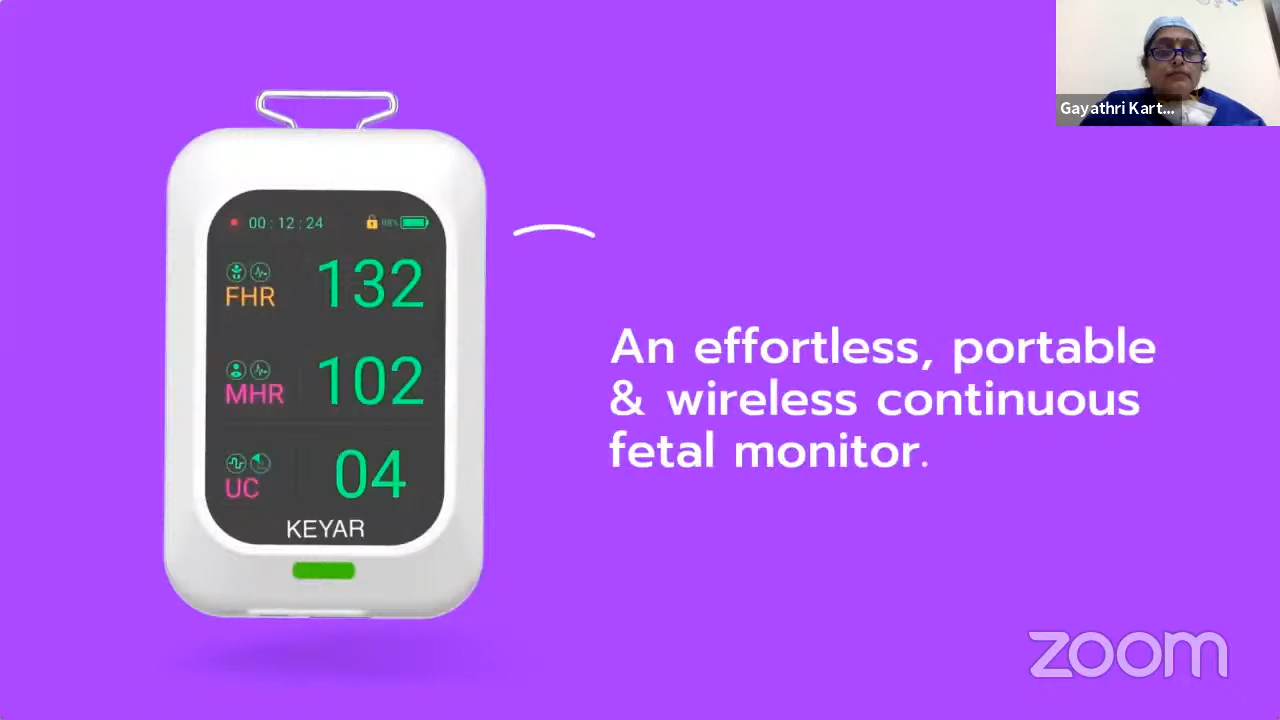 Gayathri Kart...
00 : 12 : 24
98%
FHR 132
MHR 102
UC 04
KEYAR
An effortless, portable
& wireless continuous
fetal monitor.
zoom